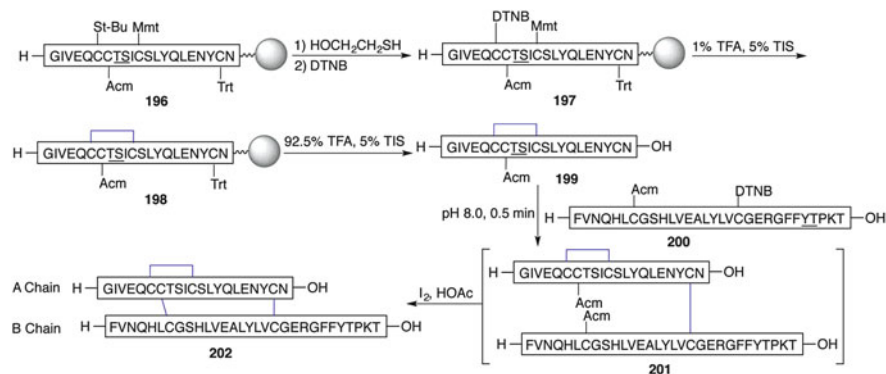 St-Bu Mmt
H GIVEQCCTSICSLYQLENYCN
Acm Trt
196
1) HOCH2CH2SH
2) DTNB
DTNB
Mmt
H GIVEQCCTSICSLYQLENYCN
Acm Trt
197
1% TFA, 5% TIS
H GIVEQCCTSICSLYQLENYCN
Acm Trt
198
92.5% TFA, 5% TIS
H GIVEQCCTSICSLYQLENYCN OH
Acm
199
pH 8.0, 0.5 min
Acm DTNB
H FVNQHLCGSHLVEALYLVCGERGFFYTPKT OH
200
H GIVEQCCTSICSLYQLENYCN OH
Acm
Acm
H FVNQHLCGSHLVEALYLVCGERGFFYTPKT OH
201
I2, HOAc
A Chain H GIVEQCCTSICSLYQLENYCN OH
B Chain H FVNQHLCGSHLVEALYLVCGERGFFYTPKT OH
202